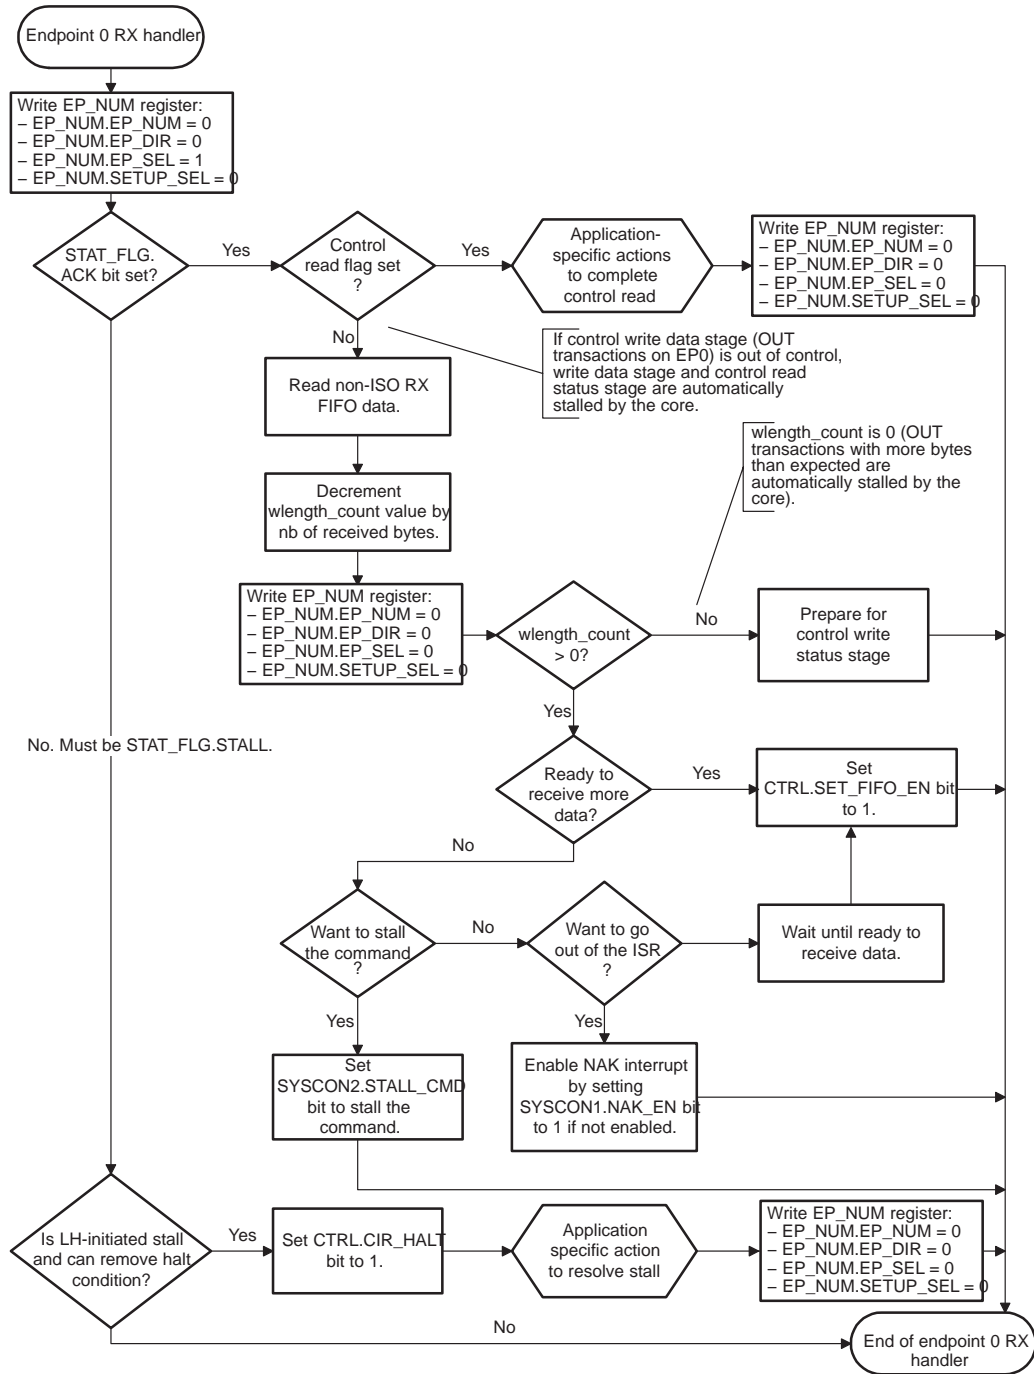 Endpoint 0 RX handler
Write EP_NUM register:
– EP_NUM.EP_NUM = 0
– EP_NUM.EP_DIR = 0
– EP_NUM.EP_SEL = 1
– EP_NUM.SETUP_SEL = 0
STAT_FLG.
ACK bit set?
Yes
Control
read flag set
?
Yes
Application-
specific actions
to complete
control read
Write EP_NUM register:
– EP_NUM.EP_NUM = 0
– EP_NUM.EP_DIR = 0
– EP_NUM.EP_SEL = 0
– EP_NUM.SETUP_SEL = 0
No
If control write data stage (OUT
transactions on EP0) is out of control,
write data stage and control read
status stage are automatically
stalled by the core.
Read non-ISO RX
FIFO data.
wlength_count is 0 (OUT
transactions with more bytes
than expected are
automatically stalled by the
core).
Decrement
wlength_count value by
nb of received bytes.
Write EP_NUM register:
– EP_NUM.EP_NUM = 0
– EP_NUM.EP_DIR = 0
– EP_NUM.EP_SEL = 0
– EP_NUM.SETUP_SEL = 0
wlength_count
> 0?
No
Prepare for
control write
status stage
Yes
No. Must be STAT_FLG.STALL.
Ready to
receive more
data?
Yes
Set
CTRL.SET_FIFO_EN bit
to 1.
No
Want to stall
the command
?
No
Want to go
out of the ISR
?
Wait until ready to
receive data.
Yes
Yes
Set
SYSCON2.STALL_CMD
bit to stall the
command.
Enable NAK interrupt
by setting
SYSCON1.NAK_EN bit
to 1 if not enabled.
Is LH-initiated stall
and can remove halt
condition?
Yes
Set CTRL.CIR_HALT
bit to 1.
Application
specific action
to resolve stall
Write EP_NUM register:
– EP_NUM.EP_NUM = 0
– EP_NUM.EP_DIR = 0
– EP_NUM.EP_SEL = 0
– EP_NUM.SETUP_SEL = 0
No
End of endpoint 0 RX
handler